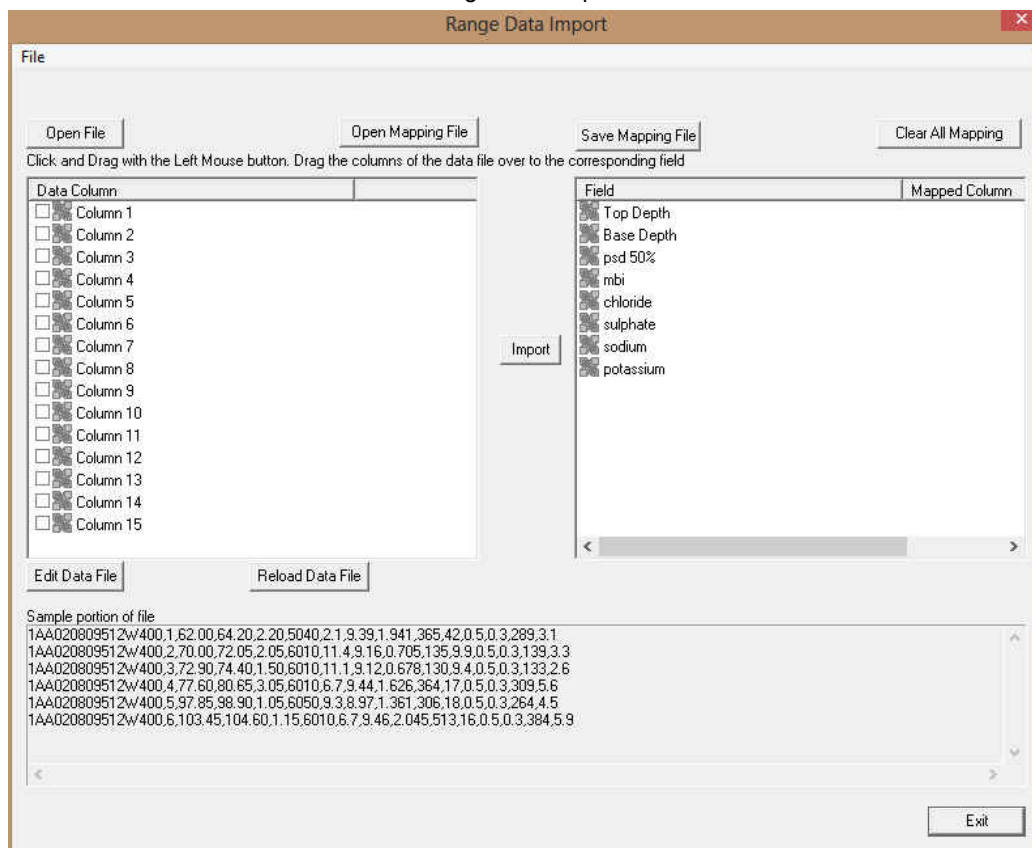 Range Data Import
File
Open File Open Mapping File Save Mapping File Clear All Mapping
Click and Drag with the Left Mouse button. Drag the columns of the data file over to the corresponding field
Data Column Field Mapped Column
Column 1 Top Depth
Column 2 Base Depth
Column 3 psd 50%
Column 4 mbi
Column 5 chloride
Column 6 sulphate
Column 7 Import sodium
Column 8 potassium
Column 9
Column 10
Column 11
Column 12
Column 13
Column 14
Column 15
Edit Data File Reload Data File
Sample portion of file
1AA020809512W400,1,62.00,64.20,2.20,5040,2.1,9.39,1.941,365,42,0.5,0.3,289,3.1
1AA020809512W400,2,70.00,72.05,2.05,6010,11.4,9.16,0.705,135,9.9,0.5,0.3,139,3.3
1AA020809512W400,3,72.90,74.40,1.50,6010,11.1,9.12,0.678,130,9.4,0.5,0.3,133,2.6
1AA020809512W400,4,77.60,80.65,3.05,6010,6.7,9.44,1.626,364,17,0.5,0.3,309,5.6
1AA020809512W400,5,97.85,98.90,1.05,6050,9.3,8.97,1.361,306,18,0.5,0.3,264,4.5
1AA020809512W400,6,103.45,104.60,1.15,6010,6.7,9.46,2.045,513,16,0.5,0.3,384,5.9
Exit